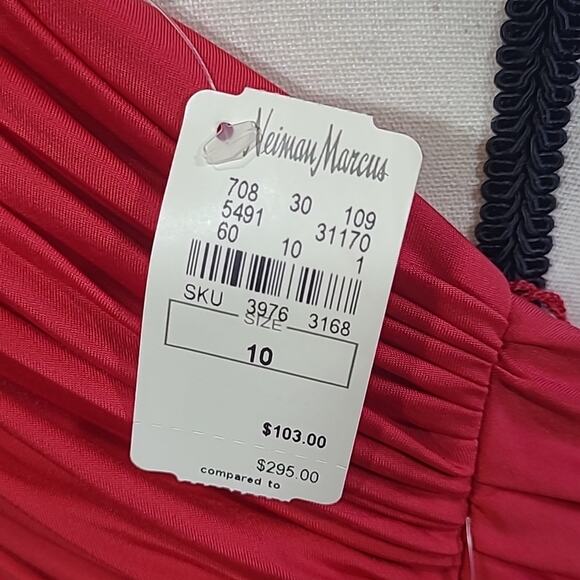 Neiman Marcus
708 30 109
5491 31170
60 10 1
SKU 3976 3168
SIZE
10
$103.00
$295.00
compared to